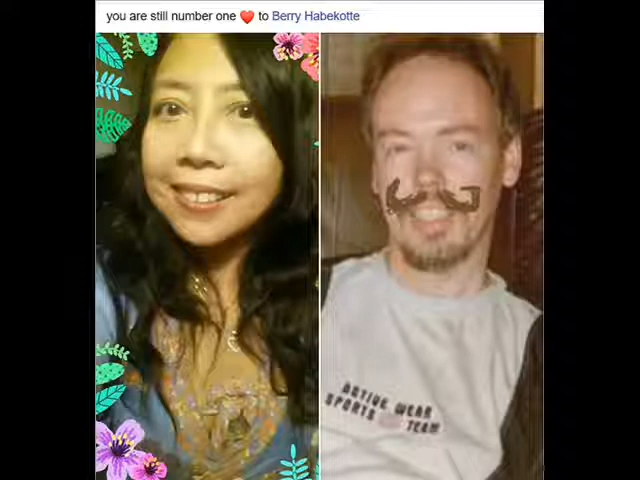 you are still number one ❤️ to Berry Habekotte
ACTIVE WEAR
SPORTS TEAM